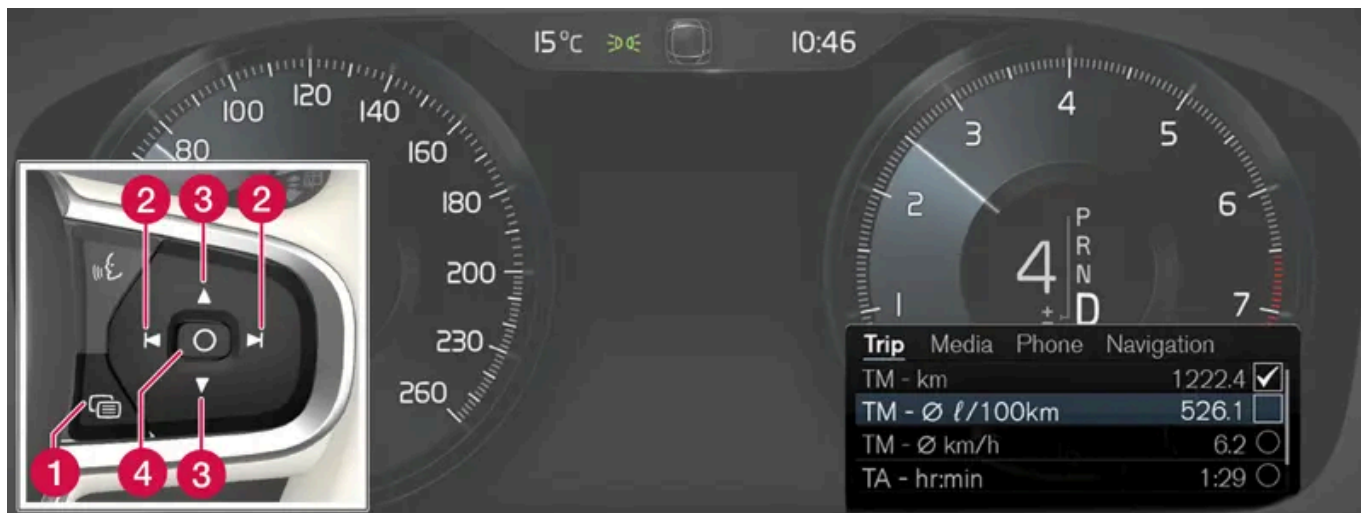 15°C 10:46
80 100 120 140 160 180 200 230 260
1 2 3 4 5 6 7
4
P
R
N
D
±
2 3 2
1 4 3
Trip Media Phone Navigation
TM - km 1222.4
TM - Ø ℓ/100km 526.1
TM - Ø km/h 6.2
TA - hr:min 1:29